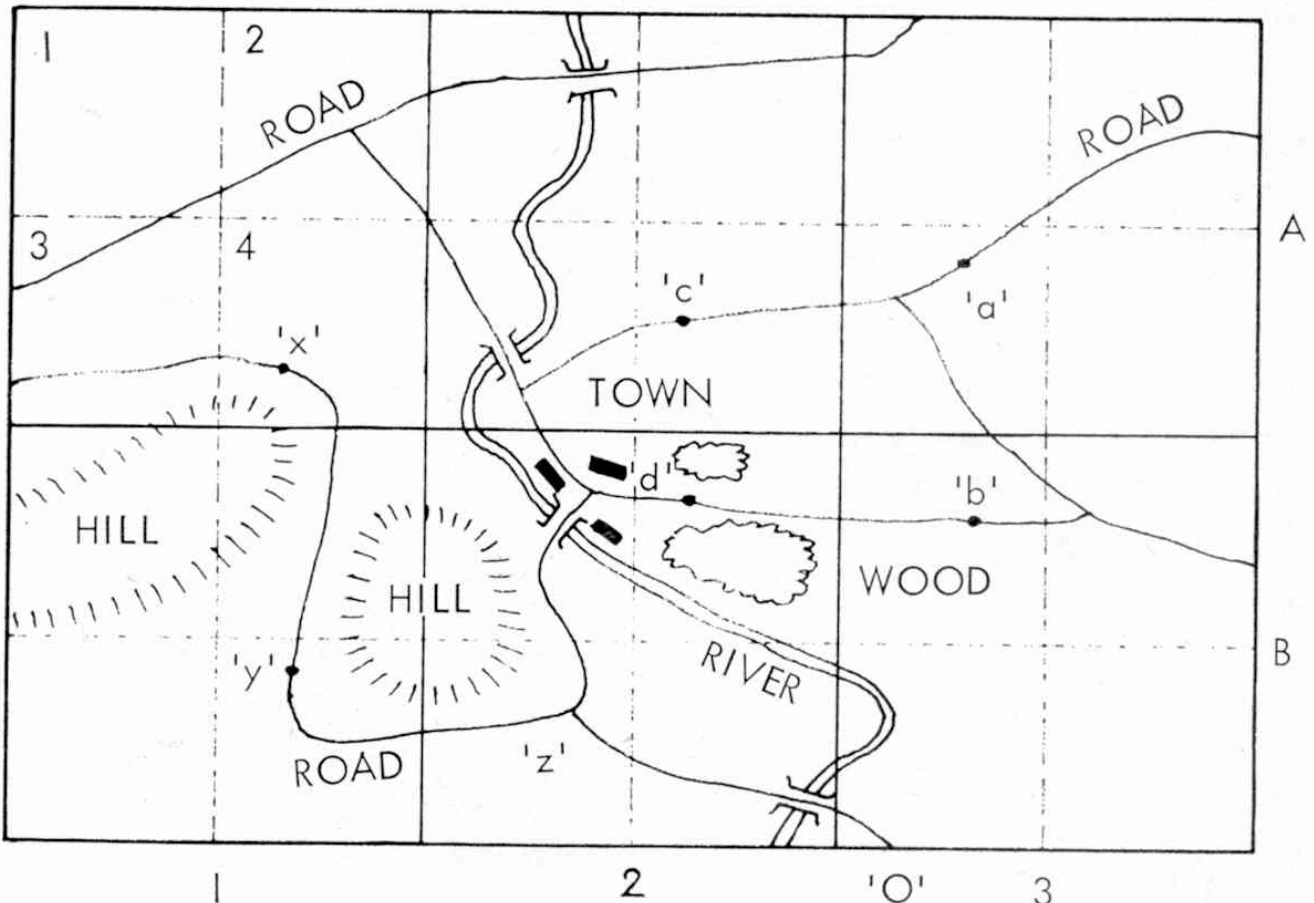 1
2
ROAD
ROAD
3
4
A
'c'
'a'
'x'
TOWN
'd'
'b'
HILL
WOOD
HILL
B
'y'
RIVER
'z'
ROAD
1
2
'O'
3